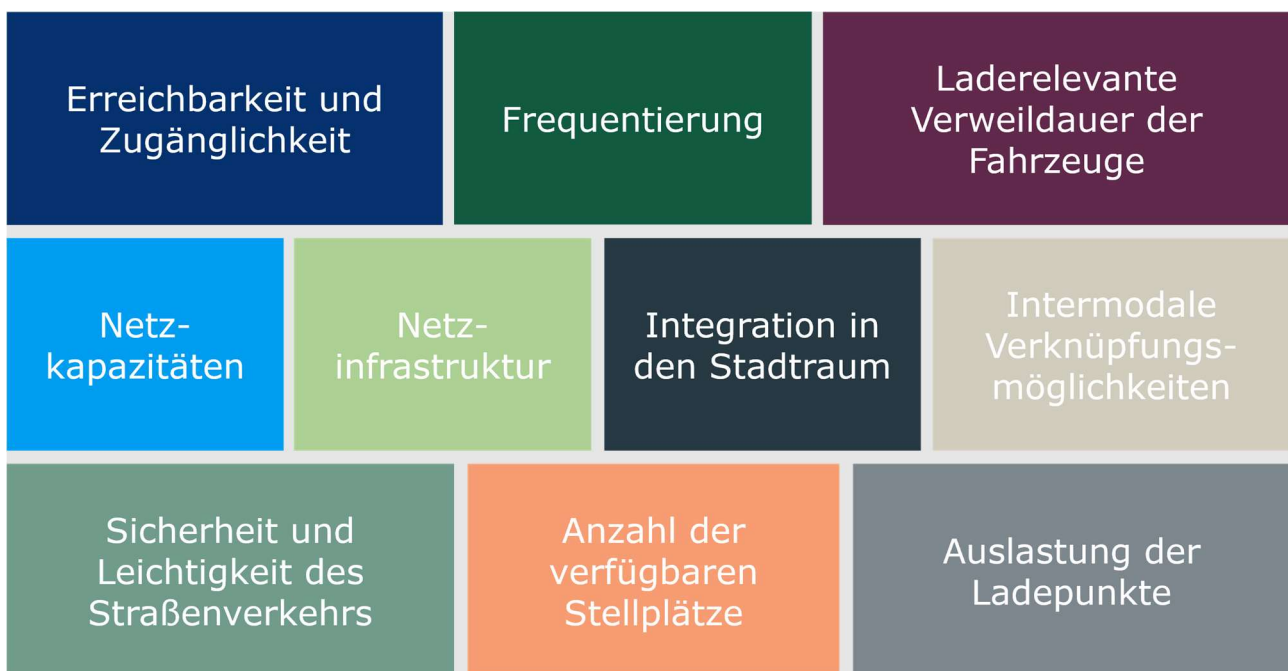 Erreichbarkeit und
Zugänglichkeit
Frequentierung
Laderelevante
Verweildauer der
Fahrzeuge
Netz-
kapazitäten
Netz-
infrastruktur
Integration in
den Stadtraum
Intermodale
Verknüpfungs-
möglichkeiten
Sicherheit und
Leichtigkeit des
Straßenverkehrs
Anzahl der
verfügbaren
Stellplätze
Auslastung der
Ladepunkte